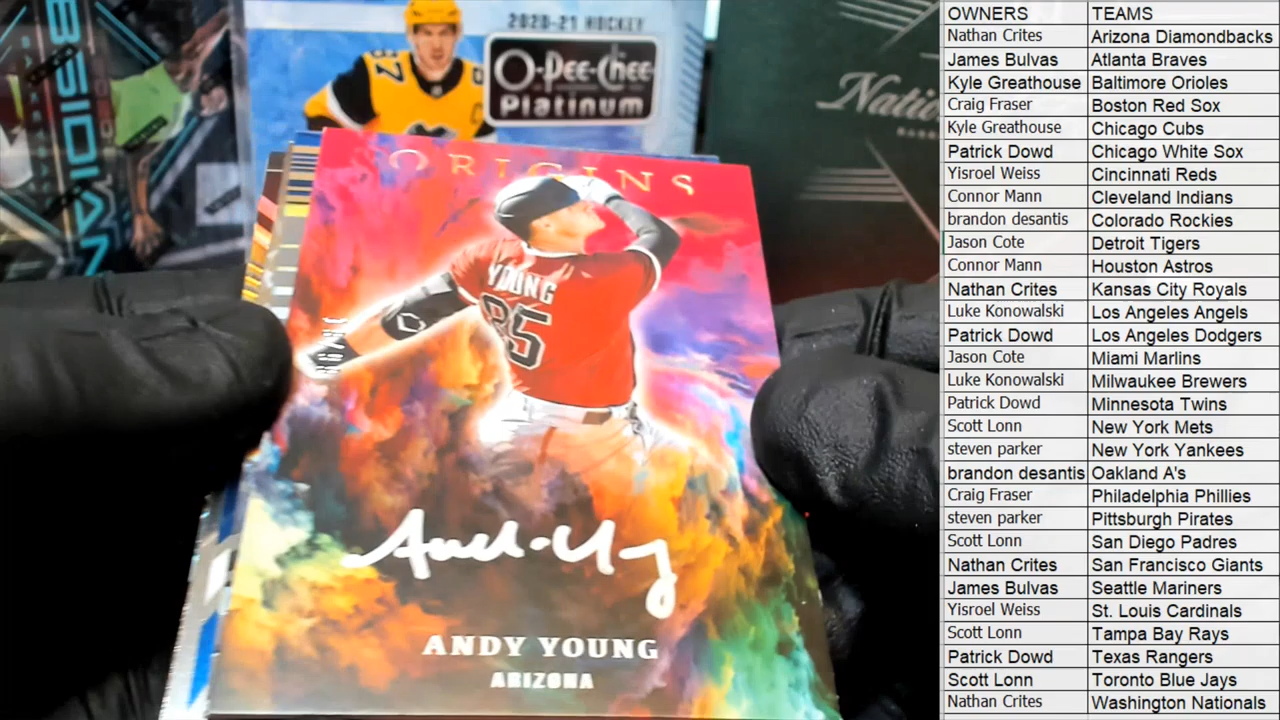 BSIDIAN
2020-21 HOCKEY
O-Pee-Chee
Platinum
87
Natio
ORIGINS
YOUNG
85
ANDY YOUNG
ARIZONA
OWNERS TEAMS
Nathan Crites Arizona Diamondbacks
James Bulvas Atlanta Braves
Kyle Greathouse Baltimore Orioles
Craig Fraser Boston Red Sox
Kyle Greathouse Chicago Cubs
Patrick Dowd Chicago White Sox
Yisroel Weiss Cincinnati Reds
Connor Mann Cleveland Indians
brandon desantis Colorado Rockies
Jason Cote Detroit Tigers
Connor Mann Houston Astros
Nathan Crites Kansas City Royals
Luke Konowalski Los Angeles Angels
Patrick Dowd Los Angeles Dodgers
Jason Cote Miami Marlins
Luke Konowalski Milwaukee Brewers
Patrick Dowd Minnesota Twins
Scott Lonn New York Mets
steven parker New York Yankees
brandon desantis Oakland A's
Craig Fraser Philadelphia Phillies
steven parker Pittsburgh Pirates
Scott Lonn San Diego Padres
Nathan Crites San Francisco Giants
James Bulvas Seattle Mariners
Yisroel Weiss St. Louis Cardinals
Scott Lonn Tampa Bay Rays
Patrick Dowd Texas Rangers
Scott Lonn Toronto Blue Jays
Nathan Crites Washington Nationals